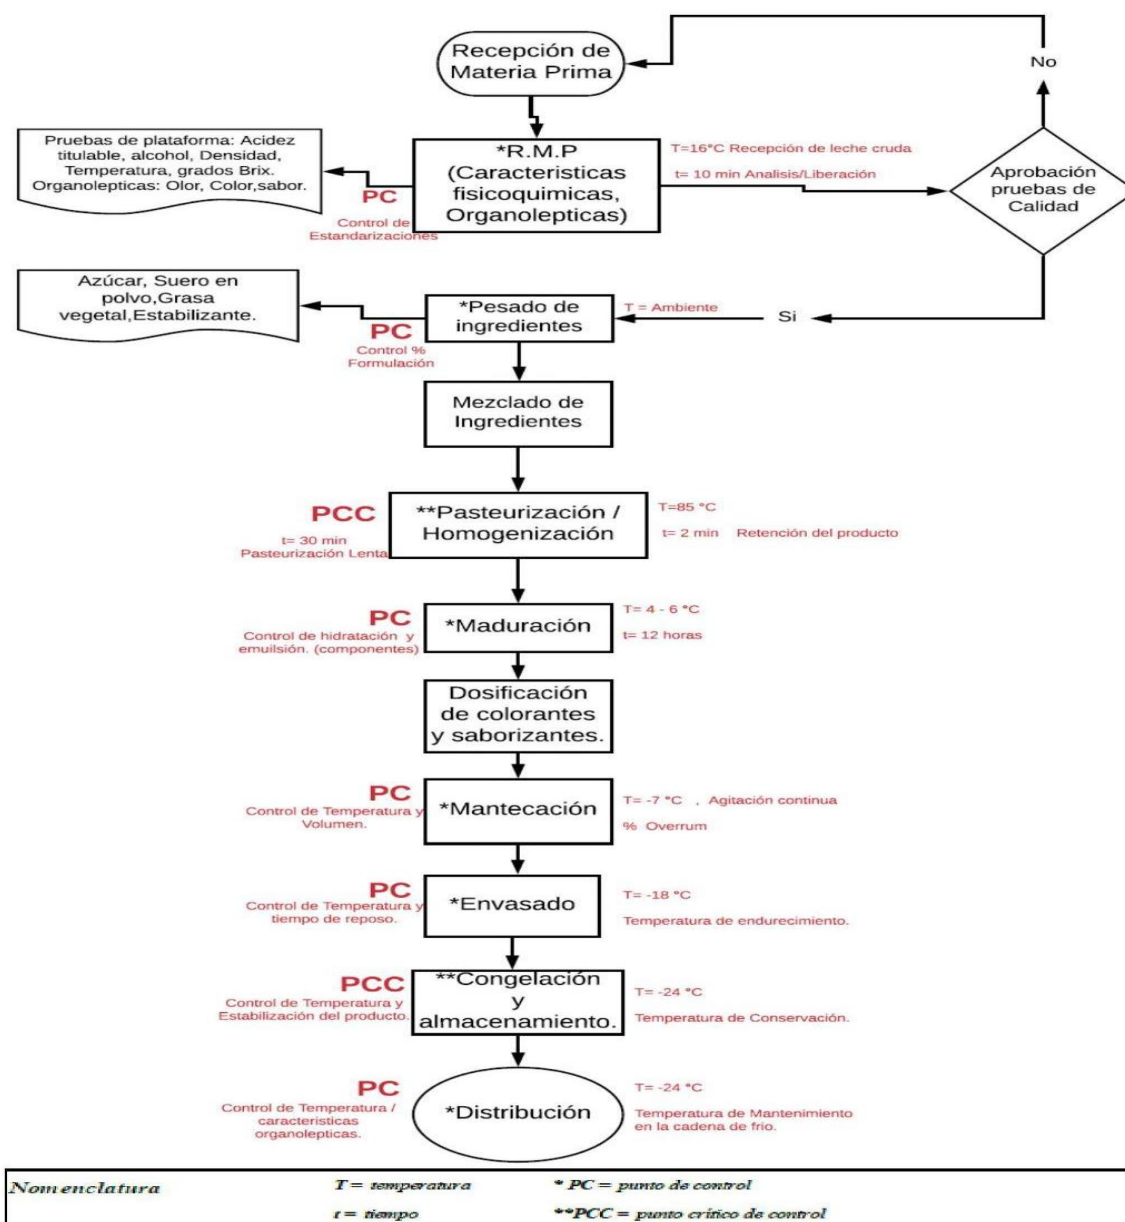 Recepción de
Materia Prima
No
Pruebas de plataforma: Acidez
titulable, alcohol, Densidad,
Temperatura, grados Brix.
Organolepticas: Olor, Color,sabor.
PC
Control de
Estandarizaciones
*R.M.P
(Caracteristicas
fisicoquimicas,
Organolepticas)
T=16°C Recepción de leche cruda
t= 10 min Analisis/Liberación
Aprobación
pruebas de
Calidad
Azúcar, Suero en
polvo,Grasa
vegetal,Estabilizante.
PC
Control %
Formulación
*Pesado de
ingredientes
T = Ambiente
Si
Mezclado de
Ingredientes
PCC
t= 30 min
Pasteurización Lenta
**Pasteurización /
Homogenización
T=85 °C
t= 2 min Retención del producto
PC
Control de hidratación y
emuilsión. (componentes)
*Maduración
T= 4 - 6 °C
t= 12 horas
Dosificación
de colorantes
y saborizantes.
PC
Control de Temperatura y
Volumen.
*Mantecación
T= -7 °C , Agitación continua
% Overrum
PC
Control de Temperatura y
tiempo de reposo.
*Envasado
T= -18 °C
Temperatura de endurecimiento.
PCC
Control de Temperatura y
Estabilización del producto.
**Congelación
y
almacenamiento.
T= -24 °C
Temperatura de Conservación.
PC
Control de Temperatura /
caracteristicas
organolepticas.
*Distribución
T= -24 °C
Temperatura de Mantenimiento
en la cadena de frio.
Nomenclatura T = temperatura * PC = punto de control
t = tiempo **PCC = punto crítico de control